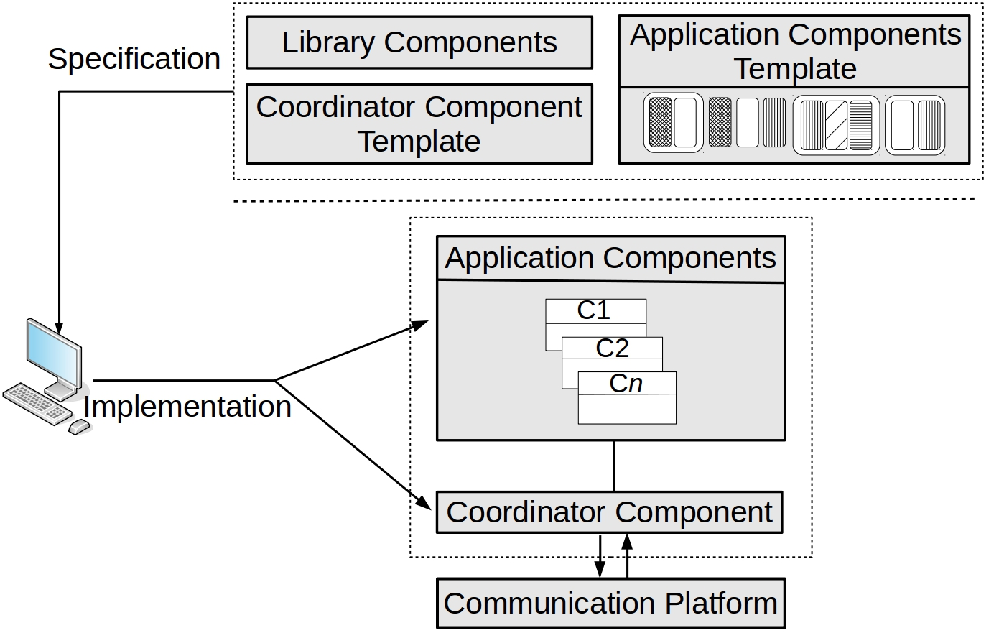 Specification
Library Components
Coordinator Component
Template
Application Components
Template
Implementation
Application Components
C1
C2
Cn
Coordinator Component
Communication Platform